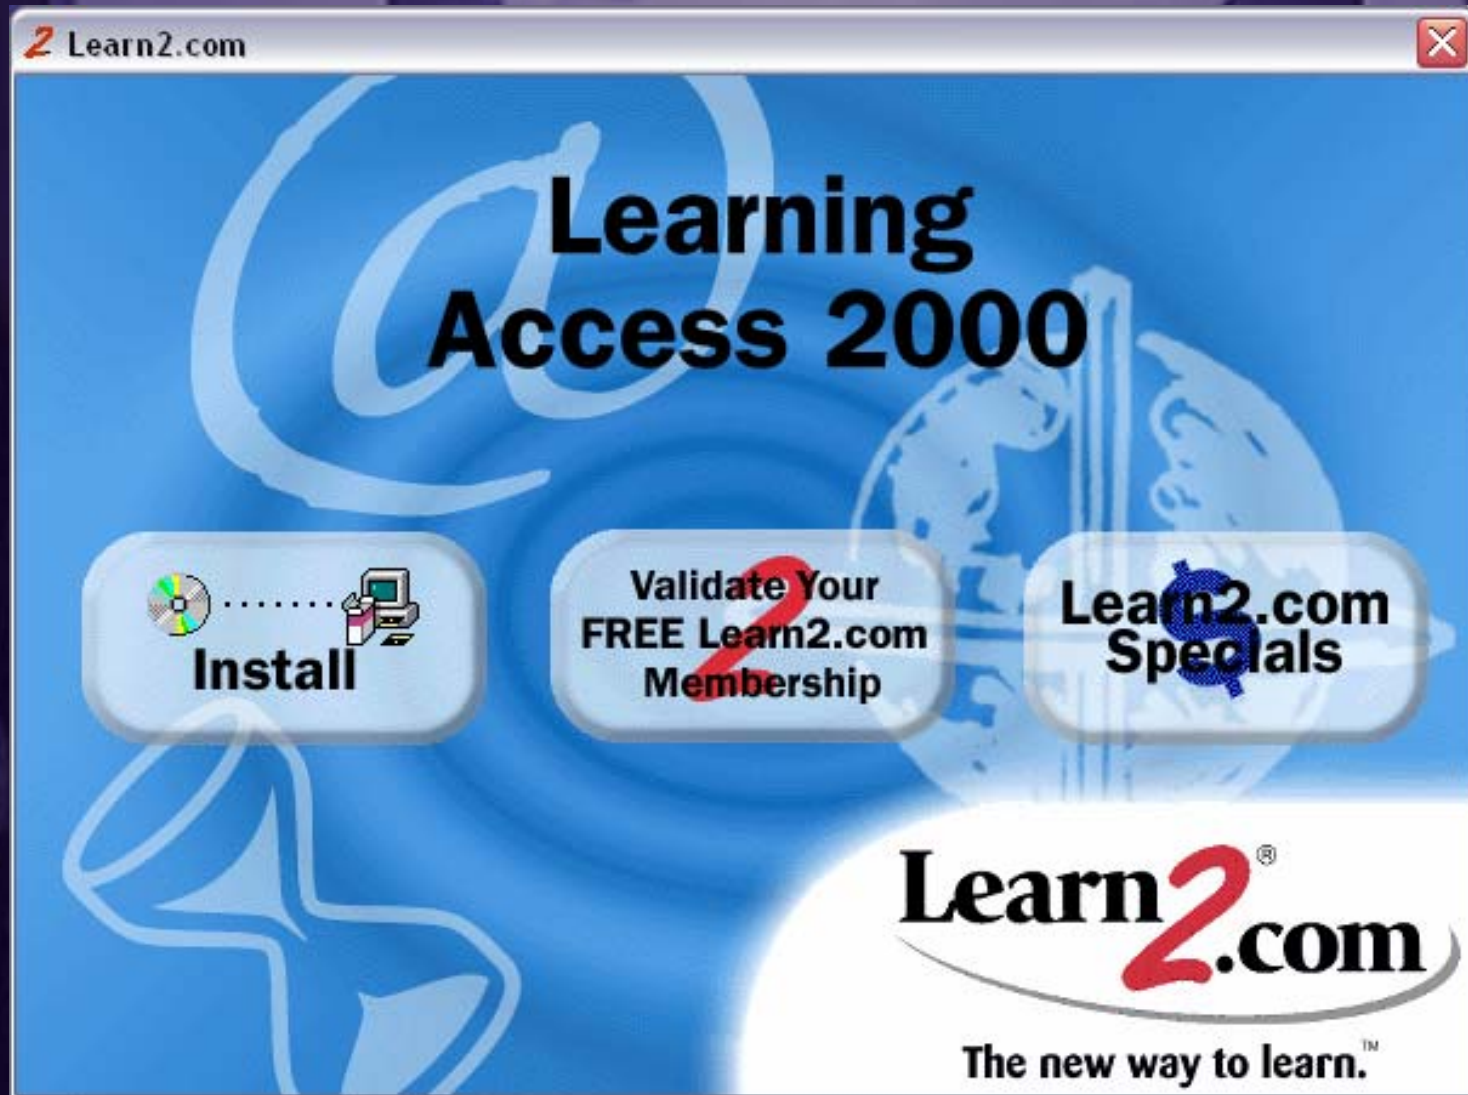 2 Learn2.com
Learning
Access 2000
Install
Validate Your
FREE Learn2.com
Membership
Learn2.com
Specials
Learn2®.com
The new way to learn.™